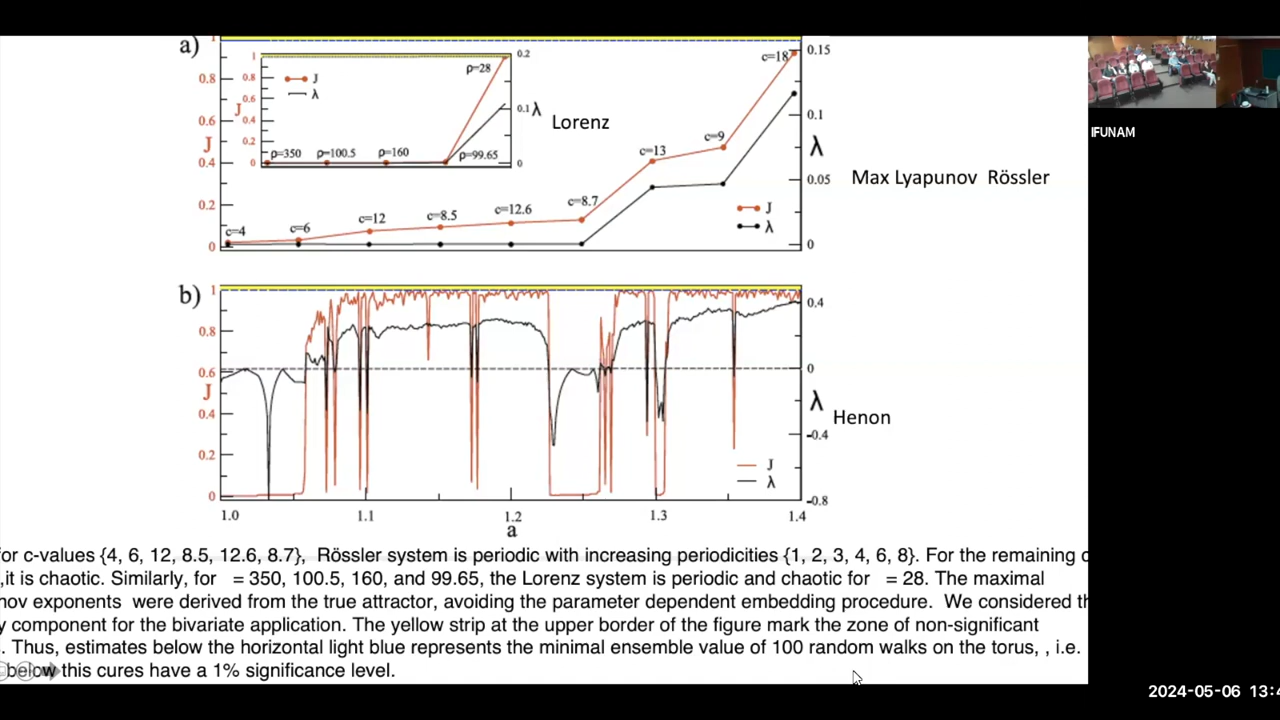 a)
1
0.8
0.6
0.4
0.2
0
J
1
0.8
0.6
0.4
0.2
0
J
J
λ
ρ=350
ρ=100.5
ρ=160
ρ=99.65
ρ=28
0.2
0.1
0
λ
Lorenz
c=4
c=6
c=12
c=8.5
c=12.6
c=8.7
c=13
c=9
c=18
J
λ
0.15
0.1
0.05
0
λ
Max Lyapunov Rössler
IFUNAM
b)
1
0.8
0.6
0.4
0.2
0
J
0.4
0
-0.4
-0.8
λ
Henon
J
λ
1.0
1.1
1.2
1.3
1.4
a
for c-values {4, 6, 12, 8.5, 12.6, 8.7}, Rössler system is periodic with increasing periodicities {1, 2, 3, 4, 6, 8}. For the remaining
,it is chaotic. Similarly, for = 350, 100.5, 160, and 99.65, the Lorenz system is periodic and chaotic for = 28. The maximal
nov exponents were derived from the true attractor, avoiding the parameter dependent embedding procedure. We considered
y component for the bivariate application. The yellow strip at the upper border of the figure mark the zone of non-significant
. Thus, estimates below the horizontal light blue represents the minimal ensemble value of 100 random walks on the torus, , i.e.
below this cures have a 1% significance level.
2024-05-06 13:4